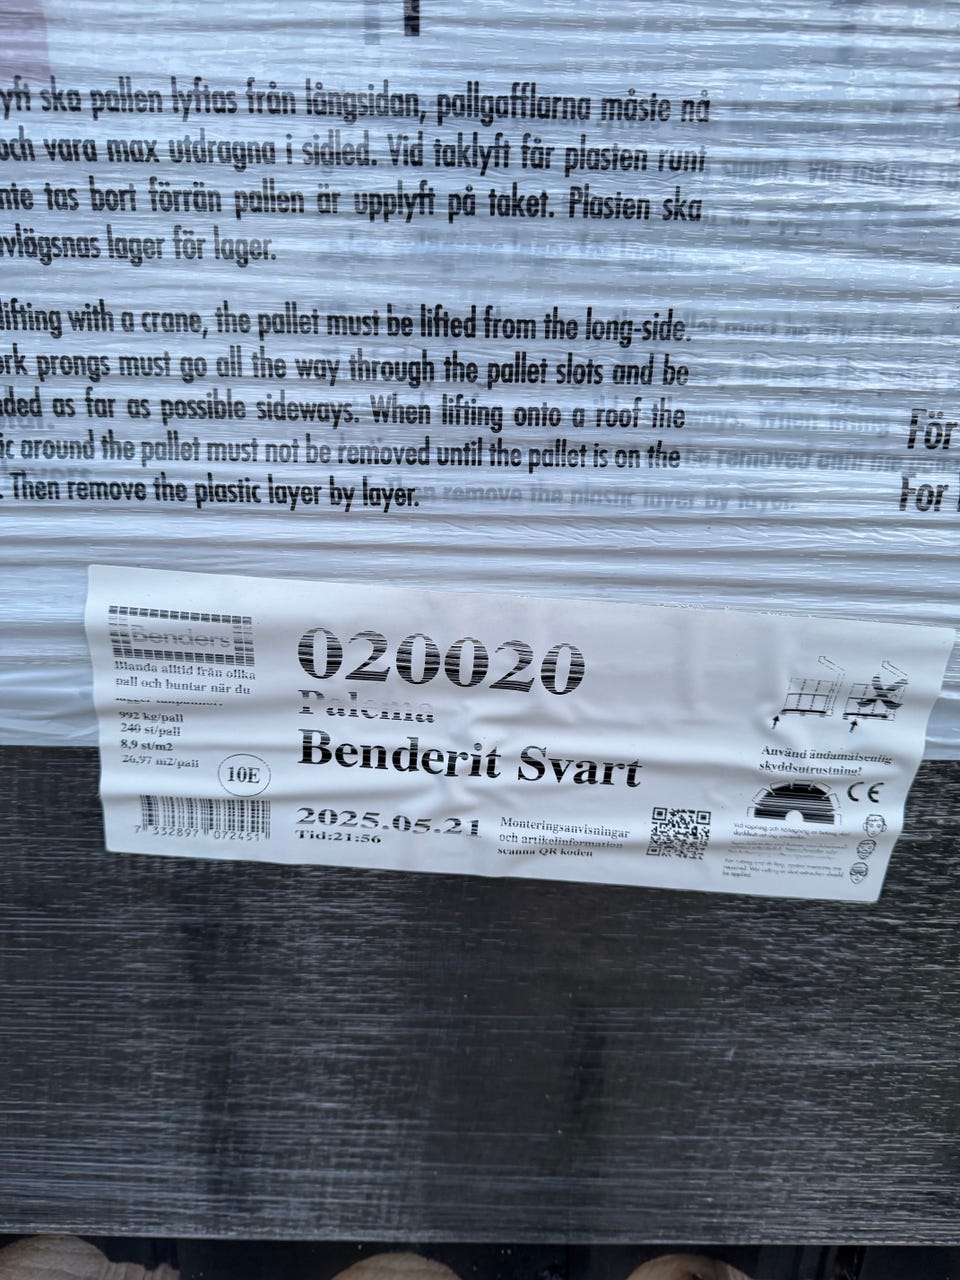 yft ska pallen lyftas från långsidan, pallgafflarna måste nå
och vara max utdragna i sidled. Vid taklyft får plasten runt
nte tas bort förrän pallen är upplyft på taket. Plasten ska
vlägsnas lager för lager.
lifting with a crane, the pallet must be lifted from the long-side.
ork prongs must go all the way through the pallet slots and be
ded as far as possible sideways. When lifting onto a roof the
ic around the pallet must not be removed until the pallet is on the
. Then remove the plastic layer by layer.
För
For
Benders
Blanda alltid från olika
pall och buntar när du
992 kg/pall
240 st/pall
8,9 st/m2
26,97 m2/pall
10E
7 332897 072451
020020
Palema
Benderit Svart
2025.05.21
Tid:21:56
Monteringsanvisningar
och artikelinformation
scanna QR koden
Använd ändamålsenlig
skyddsutrustning!
CE